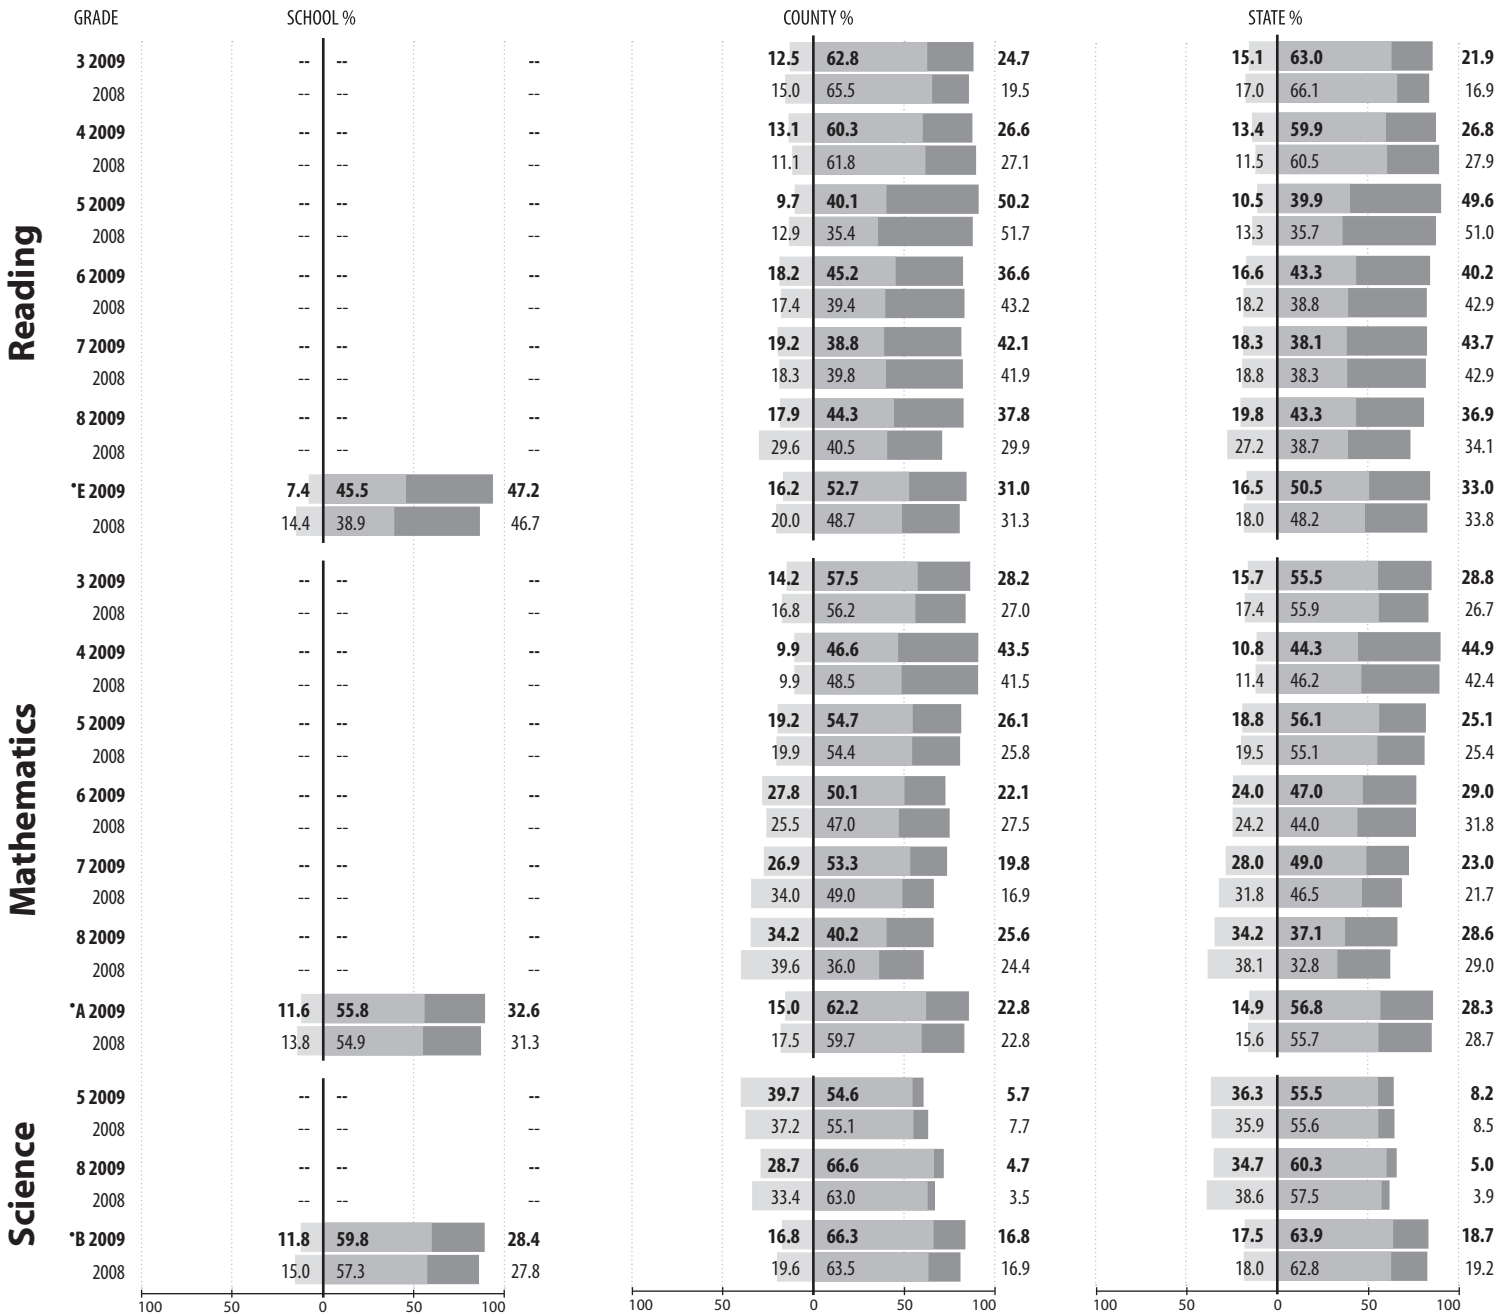 GRADE SCHOOL % COUNTY % STATE %
Reading
3 2009 -- -- -- 12.5 62.8 24.7 15.1 63.0 21.9
2008 -- -- -- 15.0 65.5 19.5 17.0 66.1 16.9
4 2009 -- -- -- 13.1 60.3 26.6 13.4 59.9 26.8
2008 -- -- -- 11.1 61.8 27.1 11.5 60.5 27.9
5 2009 -- -- -- 9.7 40.1 50.2 10.5 39.9 49.6
2008 -- -- -- 12.9 35.4 51.7 13.3 35.7 51.0
6 2009 -- -- -- 18.2 45.2 36.6 16.6 43.3 40.2
2008 -- -- -- 17.4 39.4 43.2 18.2 38.8 42.9
7 2009 -- -- -- 19.2 38.8 42.1 18.3 38.1 43.7
2008 -- -- -- 18.3 39.8 41.9 18.8 38.3 42.9
8 2009 -- -- -- 17.9 44.3 37.8 19.8 43.3 36.9
2008 -- -- -- 29.6 40.5 29.9 27.2 38.7 34.1
•E 2009 7.4 45.5 47.2 16.2 52.7 31.0 16.5 50.5 33.0
2008 14.4 38.9 46.7 20.0 48.7 31.3 18.0 48.2 33.8
Mathematics
3 2009 -- -- -- 14.2 57.5 28.2 15.7 55.5 28.8
2008 -- -- -- 16.8 56.2 27.0 17.4 55.9 26.7
4 2009 -- -- -- 9.9 46.6 43.5 10.8 44.3 44.9
2008 -- -- -- 9.9 48.5 41.5 11.4 46.2 42.4
5 2009 -- -- -- 19.2 54.7 26.1 18.8 56.1 25.1
2008 -- -- -- 19.9 54.4 25.8 19.5 55.1 25.4
6 2009 -- -- -- 27.8 50.1 22.1 24.0 47.0 29.0
2008 -- -- -- 25.5 47.0 27.5 24.2 44.0 31.8
7 2009 -- -- -- 26.9 53.3 19.8 28.0 49.0 23.0
2008 -- -- -- 34.0 49.0 16.9 31.8 46.5 21.7
8 2009 -- -- -- 34.2 40.2 25.6 34.2 37.1 28.6
2008 -- -- -- 39.6 36.0 24.4 38.1 32.8 29.0
•A 2009 11.6 55.8 32.6 15.0 62.2 22.8 14.9 56.8 28.3
2008 13.8 54.9 31.3 17.5 59.7 22.8 15.6 55.7 28.7
Science
5 2009 -- -- -- 39.7 54.6 5.7 36.3 55.5 8.2
2008 -- -- -- 37.2 55.1 7.7 35.9 55.6 8.5
8 2009 -- -- -- 28.7 66.6 4.7 34.7 60.3 5.0
2008 -- -- -- 33.4 63.0 3.5 38.6 57.5 3.9
•B 2009 11.8 59.8 28.4 16.8 66.3 16.8 17.5 63.9 18.7
2008 15.0 57.3 27.8 19.6 63.5 16.9 18.0 62.8 19.2
100 50 0 50 100 100 50 0 50 100 100 50 0 50 100